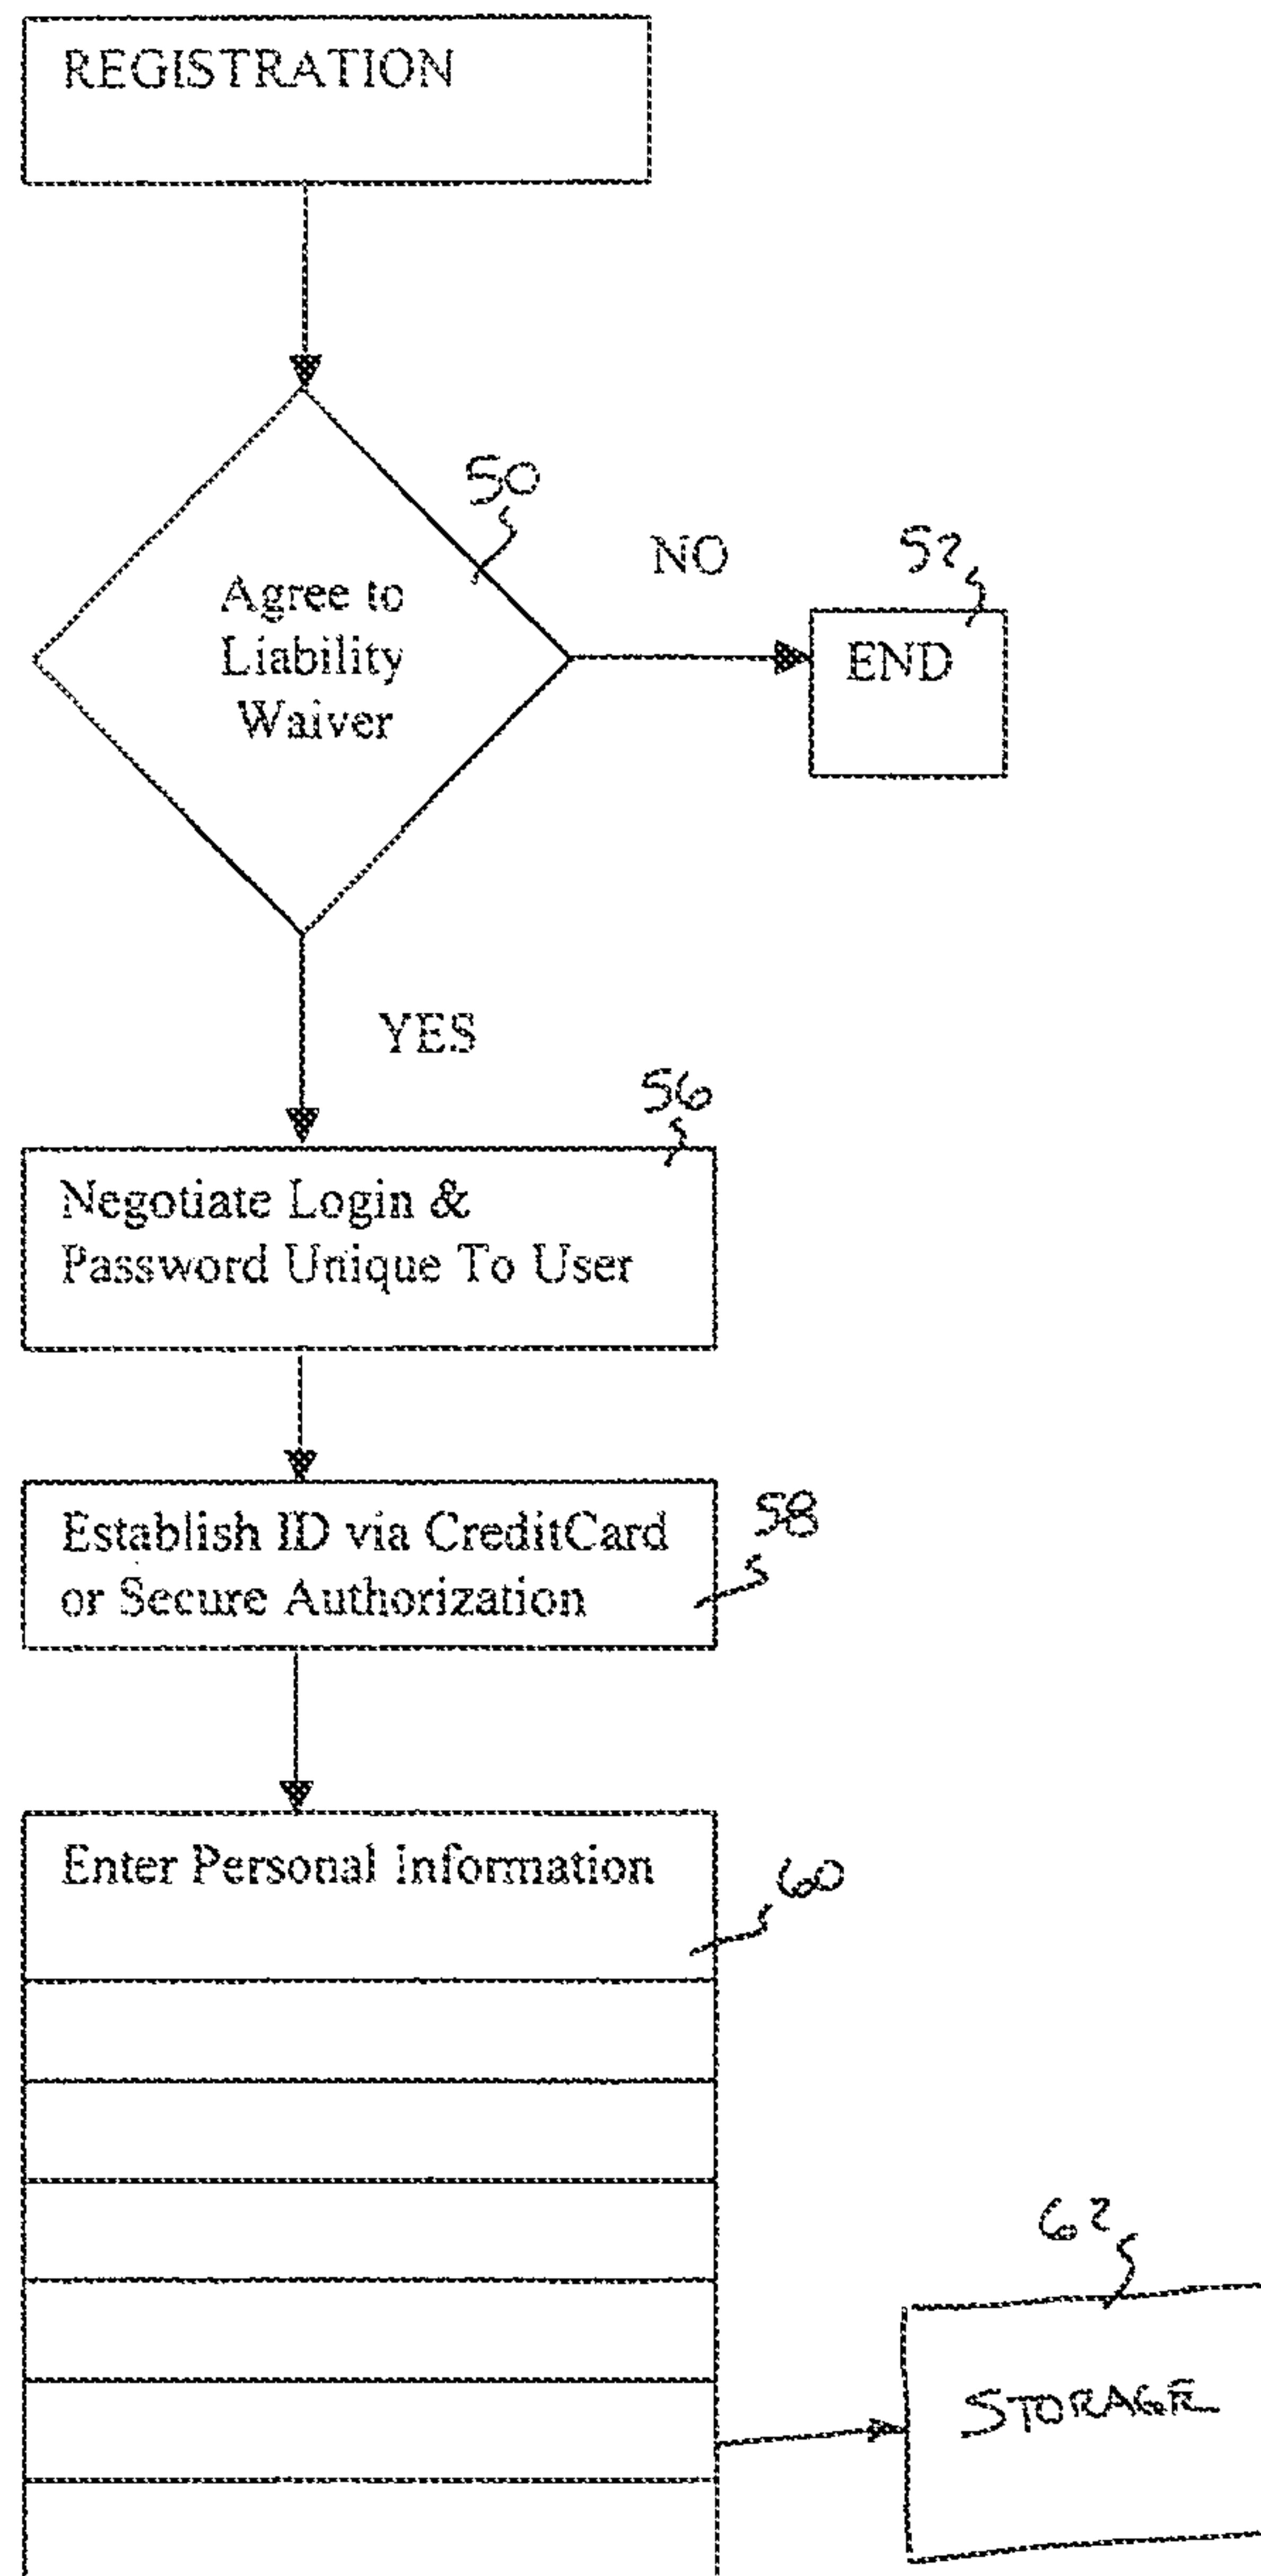 REGISTRATION
50
Agree to
Liability
Waiver
NO
52
END
YES
56
Negotiate Login &
Password Unique To User
Establish ID via CreditCard
or Secure Authorization
58
Enter Personal Information
60
62
STORAGE